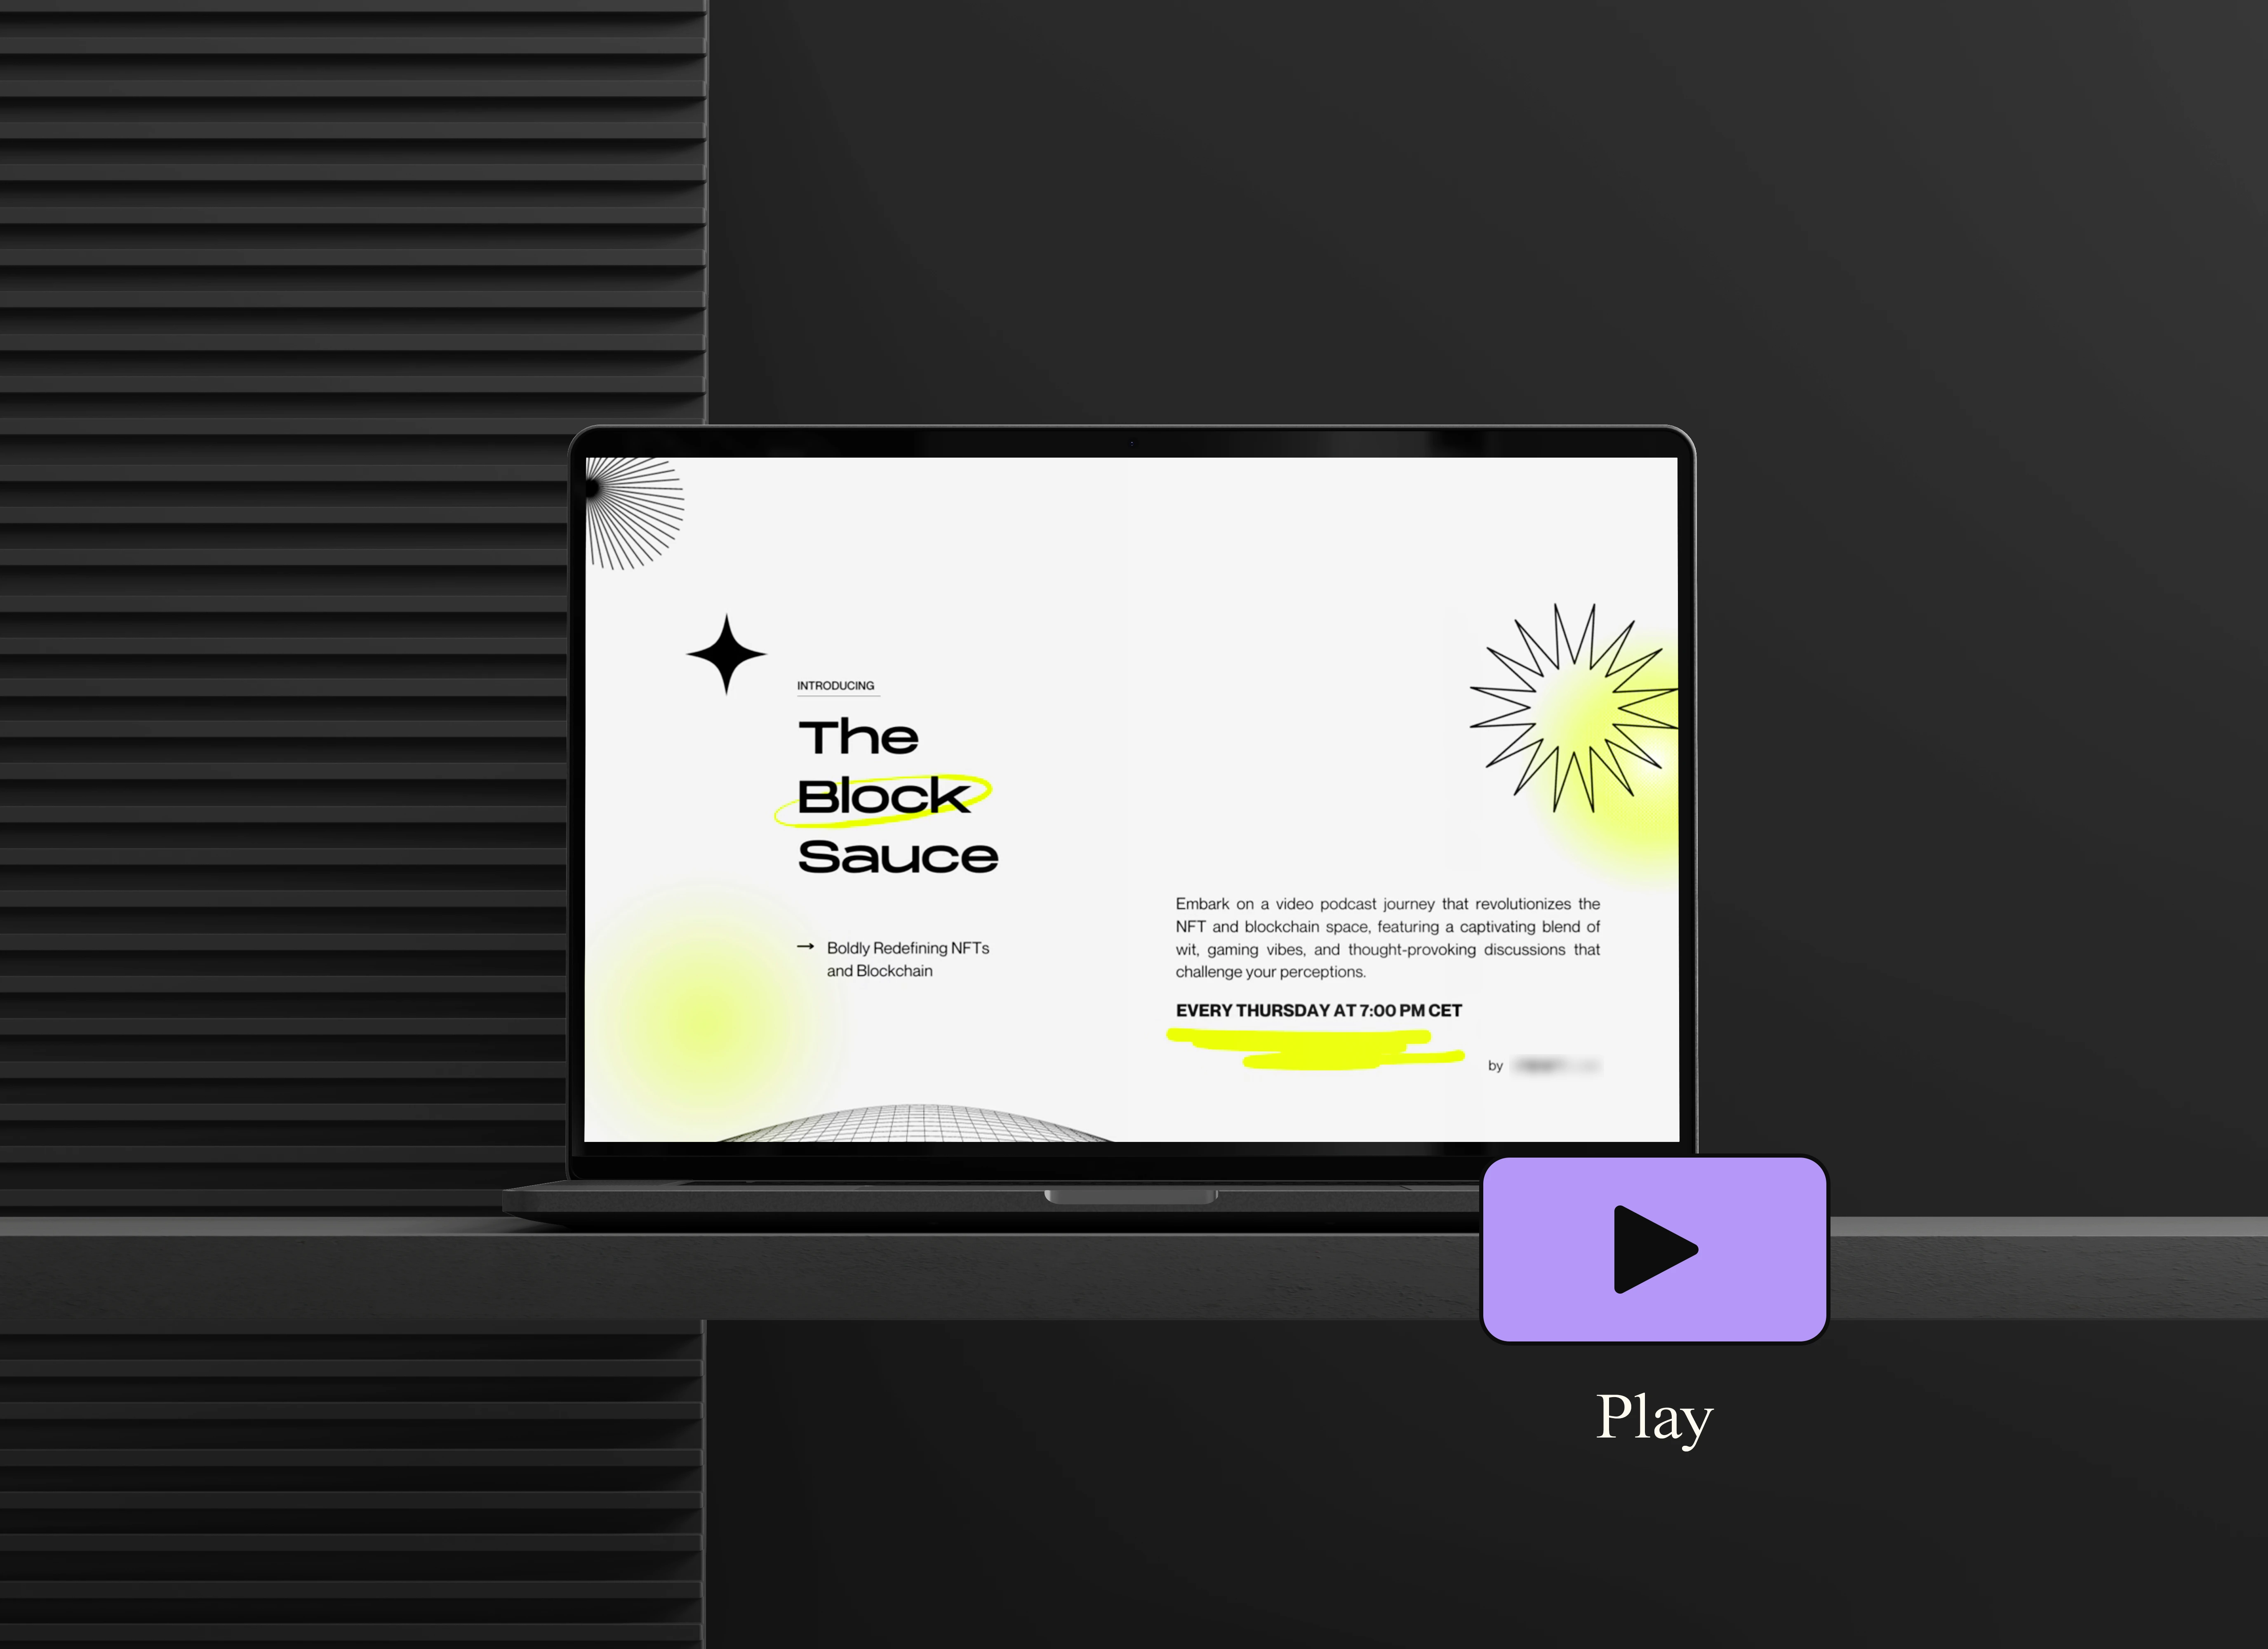 INTRODUCING
The
Block
Sauce
→ Boldly Redefining NFTs
and Blockchain
Embark on a video podcast journey that revolutionizes the
NFT and blockchain space, featuring a captivating blend of
wit, gaming vibes, and thought-provoking discussions that
challenge your perceptions.
EVERY THURSDAY AT 7:00 PM CET
by
Play